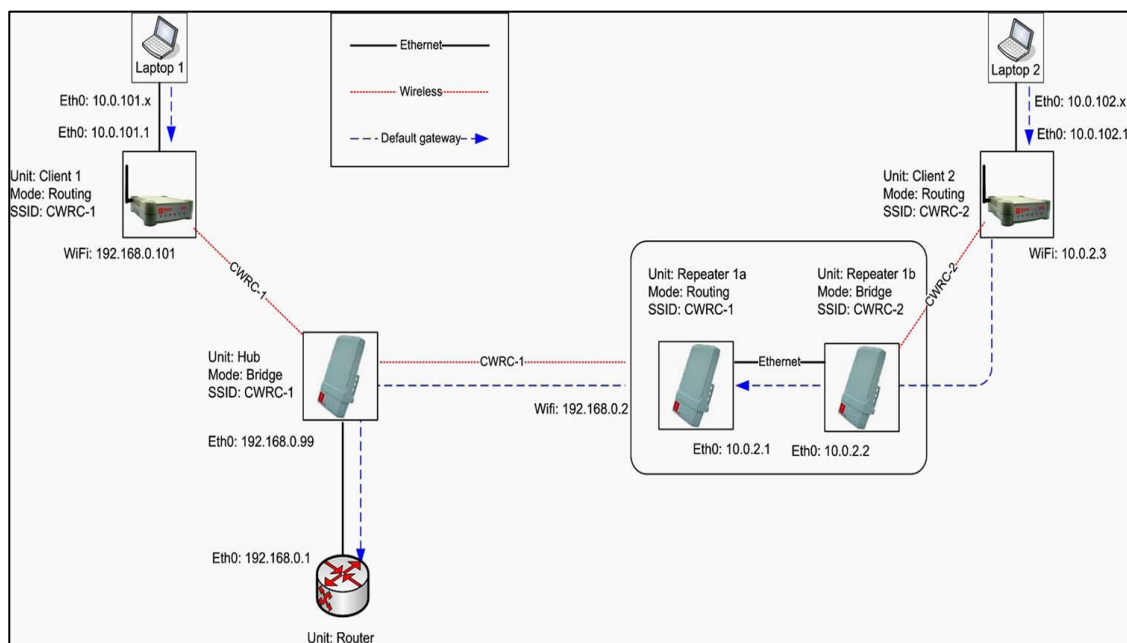 Laptop 1
Ethernet
Wireless
Default gateway
Laptop 2
Eth0: 10.0.101.x
Eth0: 10.0.101.1
Eth0: 10.0.102.x
Eth0: 10.0.102.1
Unit: Client 1
Mode: Routing
SSID: CWRC-1
WiFi: 192.168.0.101
Unit: Client 2
Mode: Routing
SSID: CWRC-2
WiFi: 10.0.2.3
CWRC-1
Unit: Hub
Mode: Bridge
SSID: CWRC-1
Eth0: 192.168.0.99
CWRC-1
Wifi: 192.168.0.2
Unit: Repeater 1a
Mode: Routing
SSID: CWRC-1
Eth0: 10.0.2.1
Ethernet
Unit: Repeater 1b
Mode: Bridge
SSID: CWRC-2
Eth0: 10.0.2.2
CWRC-2
Eth0: 192.168.0.1
Unit: Router